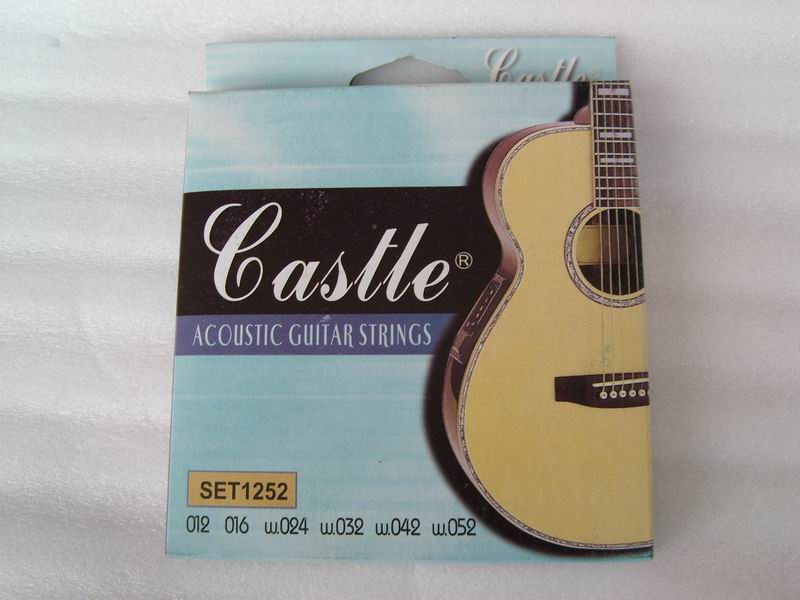 Castle®
Castle®
ACOUSTIC GUITAR STRINGS
SET1252
012 016 w.024 w.032 w.042 w.052